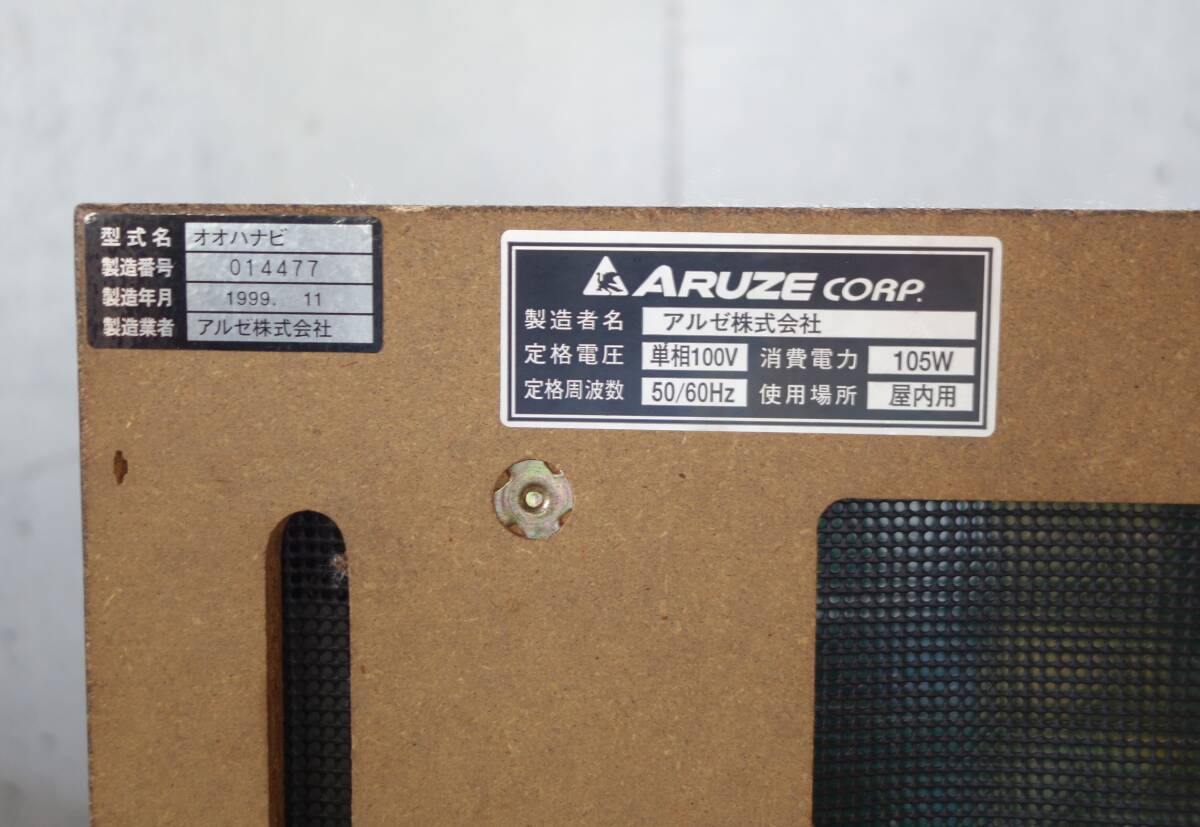 型式名 オオハナビ
製造番号 014477
製造年月 1999. 11
製造業者 アルゼ株式会社
ARUZE CORP.
製造者名 アルゼ株式会社
定格電圧 単相100V 消費電力 105W
定格周波数 50/60Hz 使用場所 屋内用